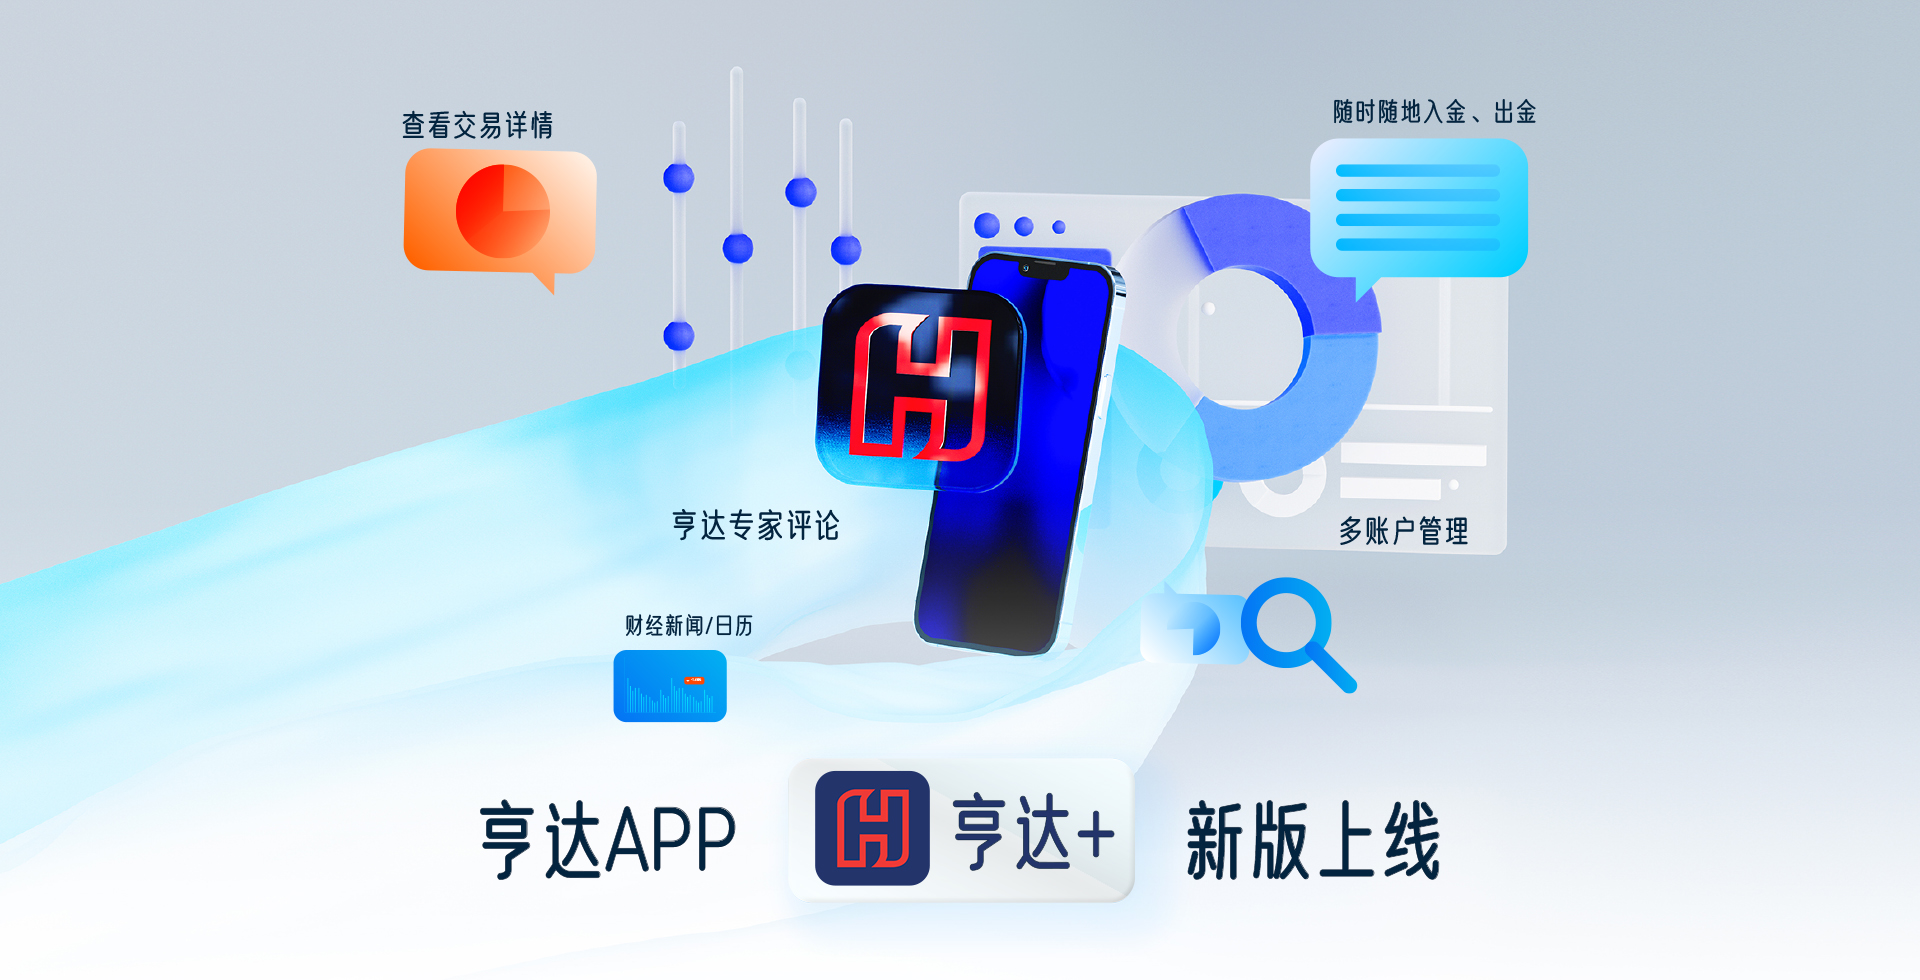 查看交易详情
随时随地入金、出金
亨达专家评论
多账户管理
财经新闻/日历
亨达APP
亨达+
新版上线